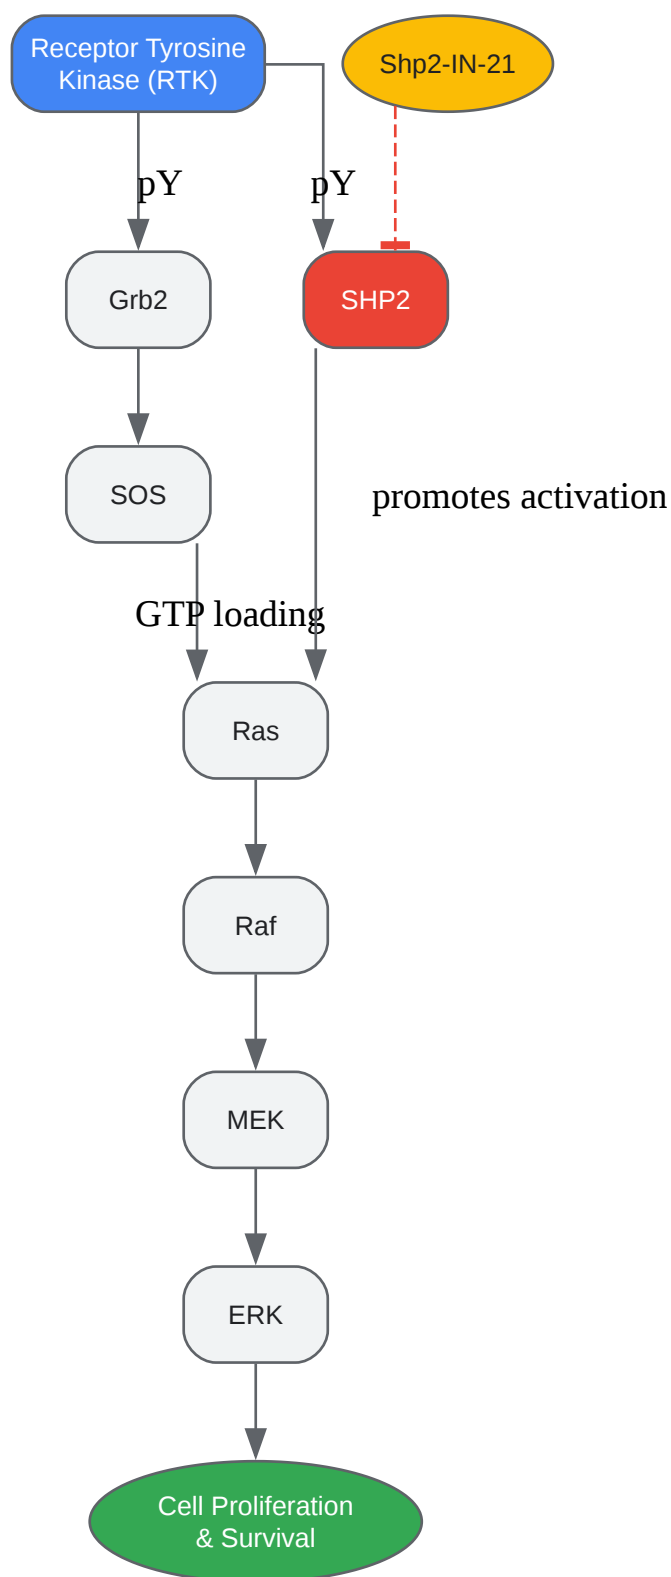 Receptor Tyrosine
Kinase (RTK)
Shp2-IN-21
pY
pY
Grb2
SHP2
SOS
promotes activation
GTP loading
Ras
Raf
MEK
ERK
Cell Proliferation
& Survival